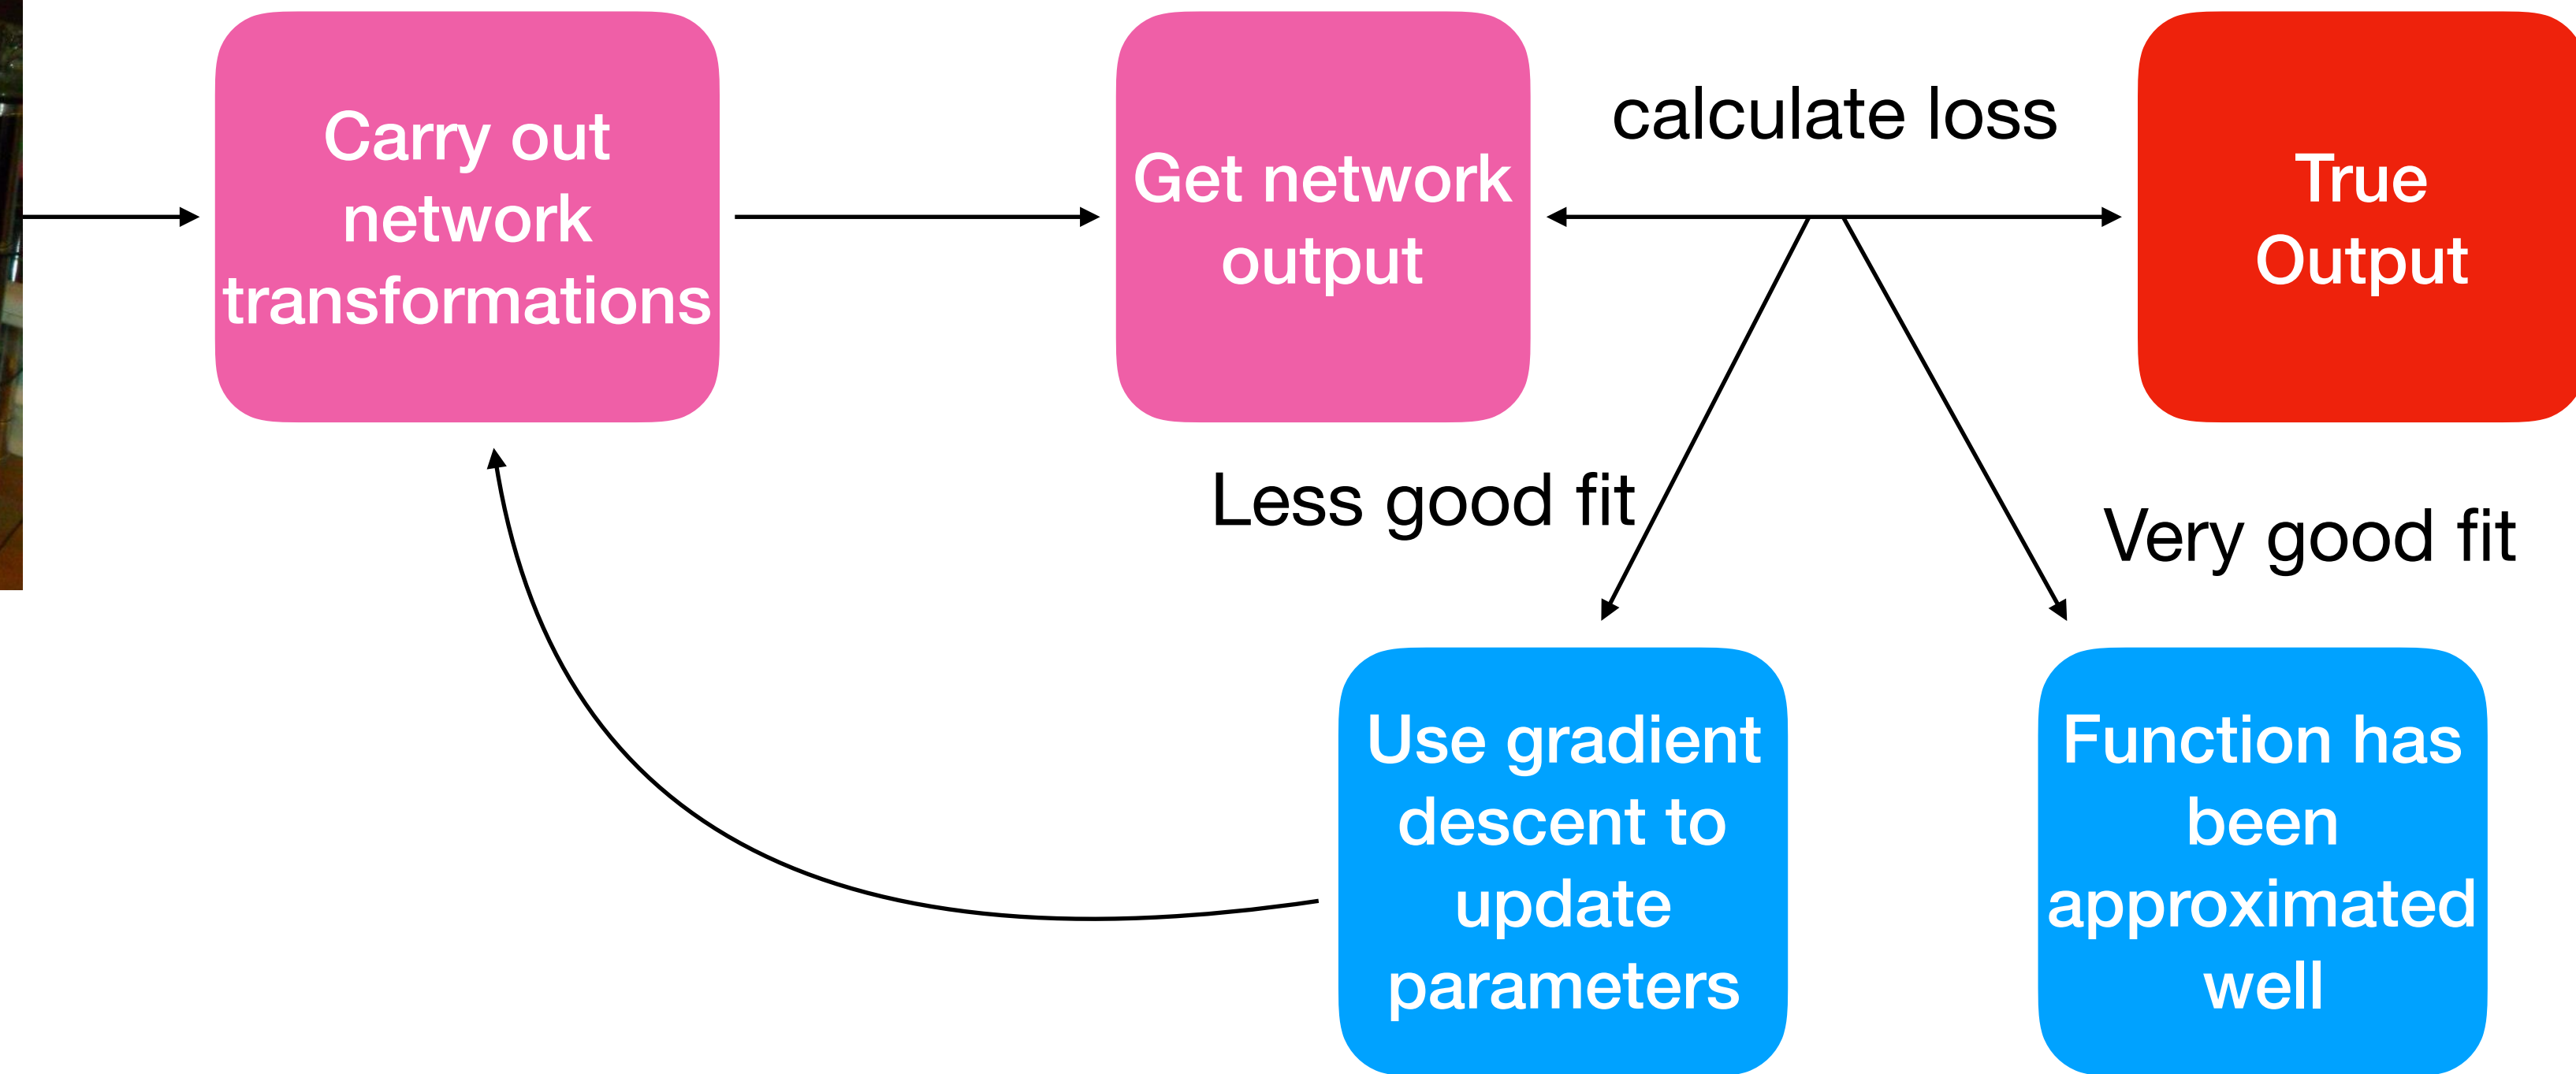 Carry out
network
transformations
Get network
output
calculate loss
True
Output
Less good fit
Very good fit
Use gradient
descent to
update
parameters
Function has
been
approximated
well